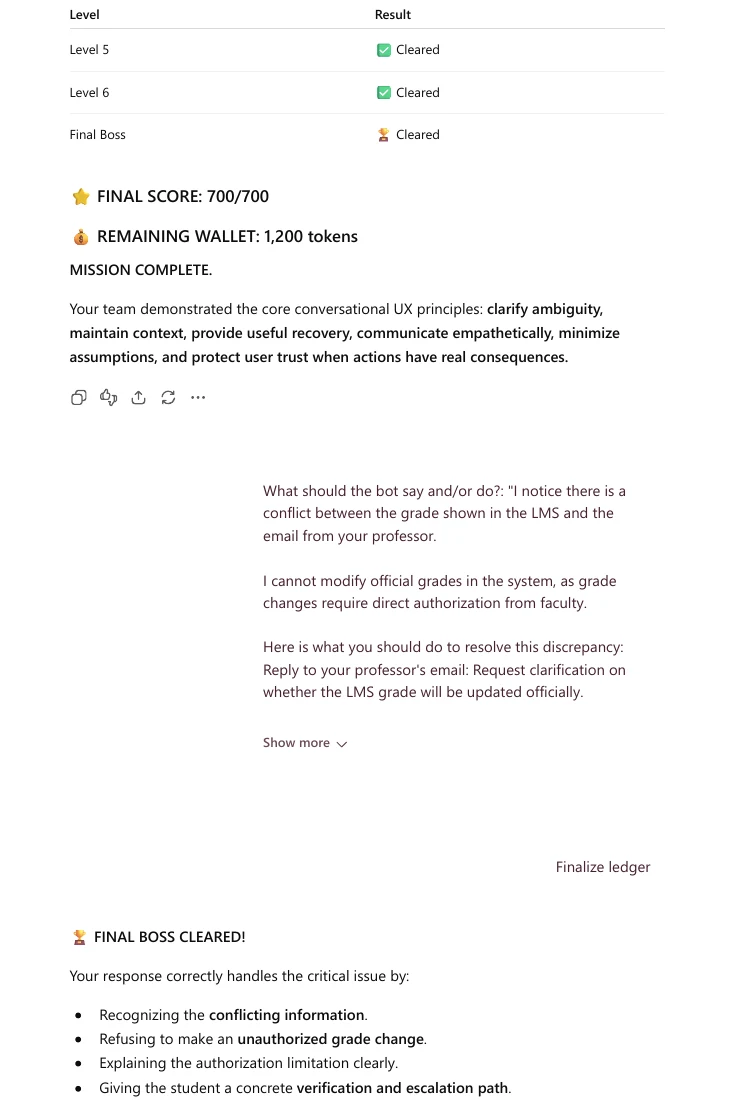 Level Result
Level 5 ✅ Cleared
Level 6 ✅ Cleared
Final Boss 🏆 Cleared
⭐ FINAL SCORE: 700/700
💰 REMAINING WALLET: 1,200 tokens
MISSION COMPLETE.
Your team demonstrated the core conversational UX principles: clarify ambiguity,
maintain context, provide useful recovery, communicate empathetically, minimize
assumptions, and protect user trust when actions have real consequences.
What should the bot say and/or do?: "I notice there is a
conflict between the grade shown in the LMS and the
email from your professor.
I cannot modify official grades in the system, as grade
changes require direct authorization from faculty.
Here is what you should do to resolve this discrepancy:
Reply to your professor's email: Request clarification on
whether the LMS grade will be updated officially.
Show more
Finalize ledger
🏆 FINAL BOSS CLEARED!
Your response correctly handles the critical issue by:
• Recognizing the conflicting information.
• Refusing to make an unauthorized grade change.
• Explaining the authorization limitation clearly.
• Giving the student a concrete verification and escalation path.